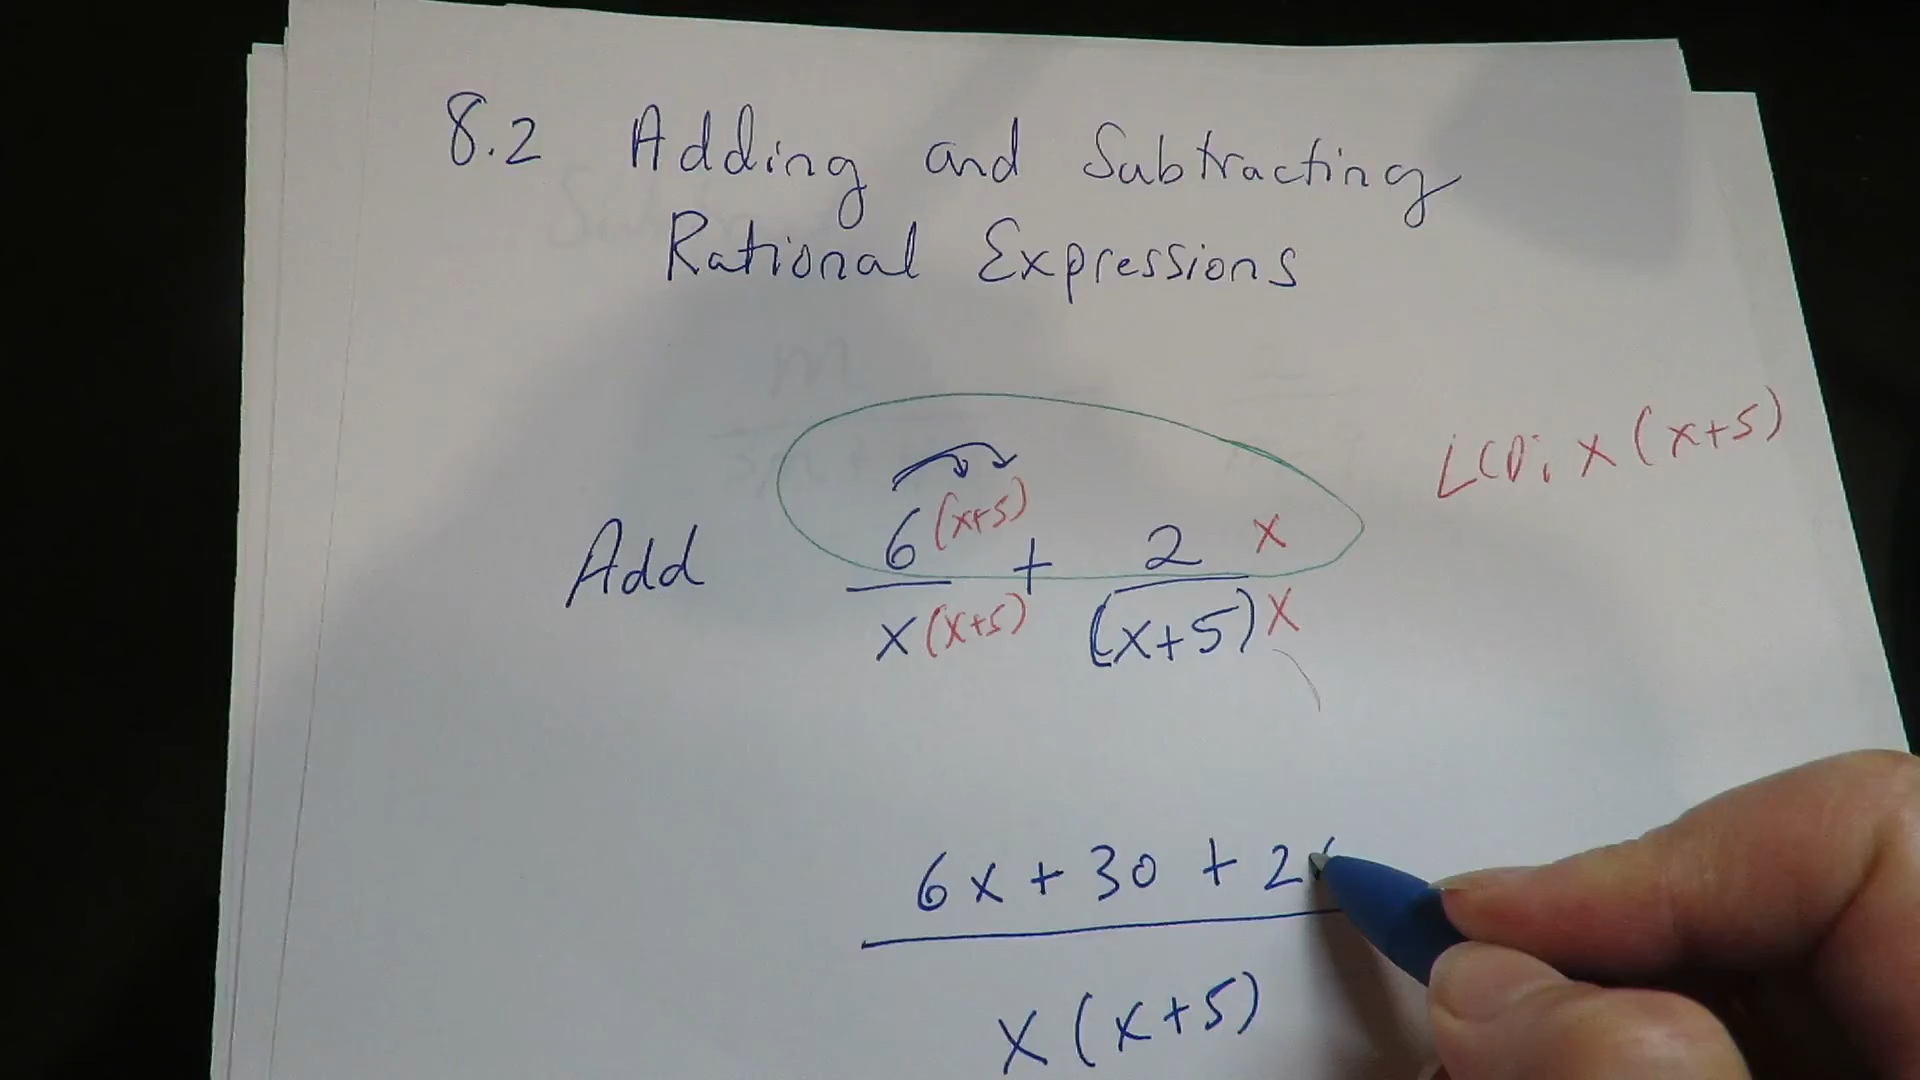 8.2 Adding and Subtracting
Rational Expressions
LCD: x(x+5)
Add 6(x+5)/x(x+5) + 2x/(x+5)x
6x + 30 + 2
x(x+5)